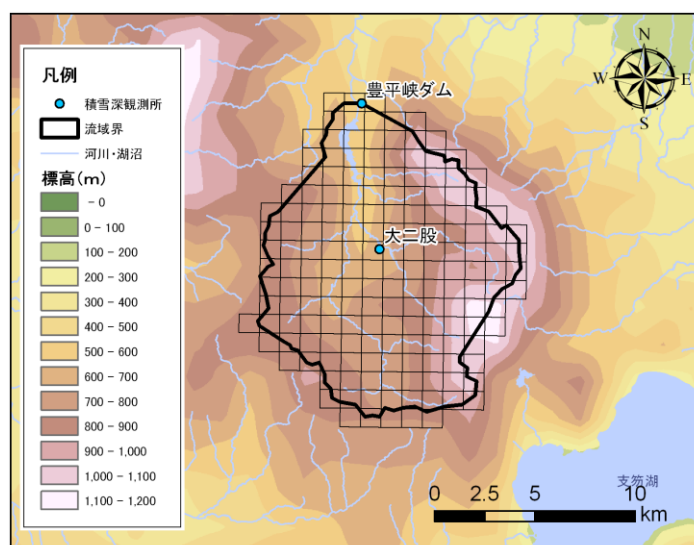 凡例
積雪深観測所
流域界
河川・湖沼
標高(m)
- 0
0 - 100
100 - 200
200 - 300
300 - 400
400 - 500
500 - 600
600 - 700
700 - 800
800 - 900
900 - 1,000
1,000 - 1,100
1,100 - 1,200
豊平峡ダム
大二股
N
W
E
S
支笏湖
0 2.5 5 10
km